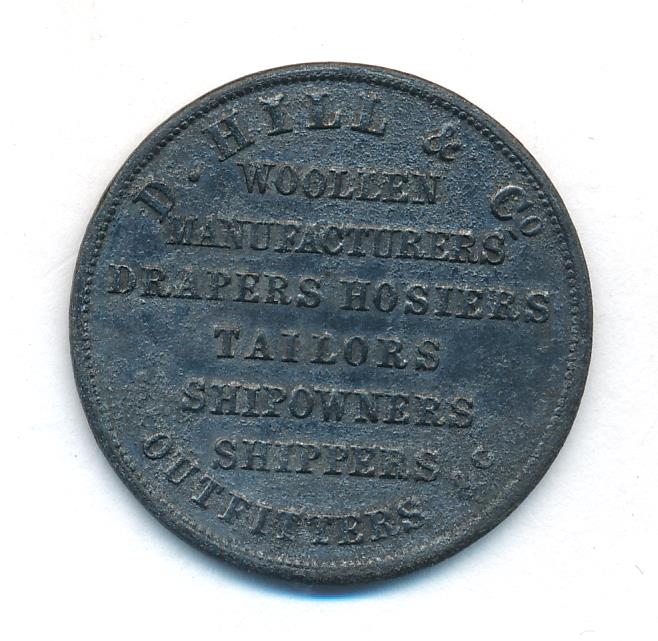 D. HILL & Co
WOOLLEN
MANUFACTURERS
DRAPERS HOSIERS
TAILORS
SHIPOWNERS
SHIPPERS
OUTFITTERS &C